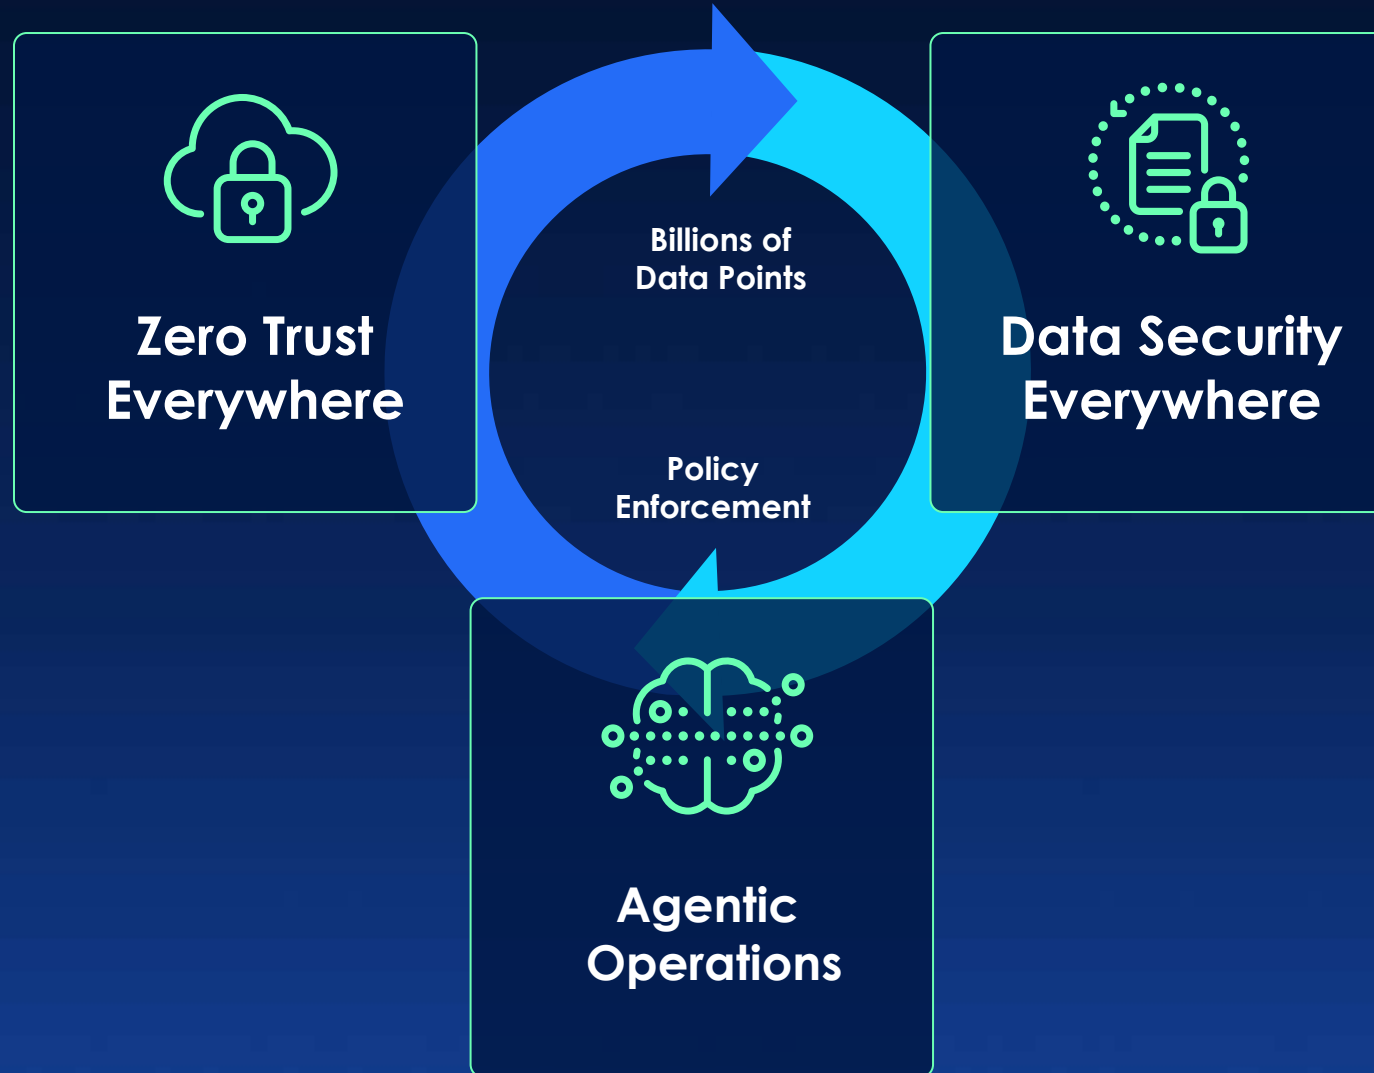 Zero Trust
Everywhere
Billions of
Data Points
Policy
Enforcement
Data Security
Everywhere
Agentic
Operations